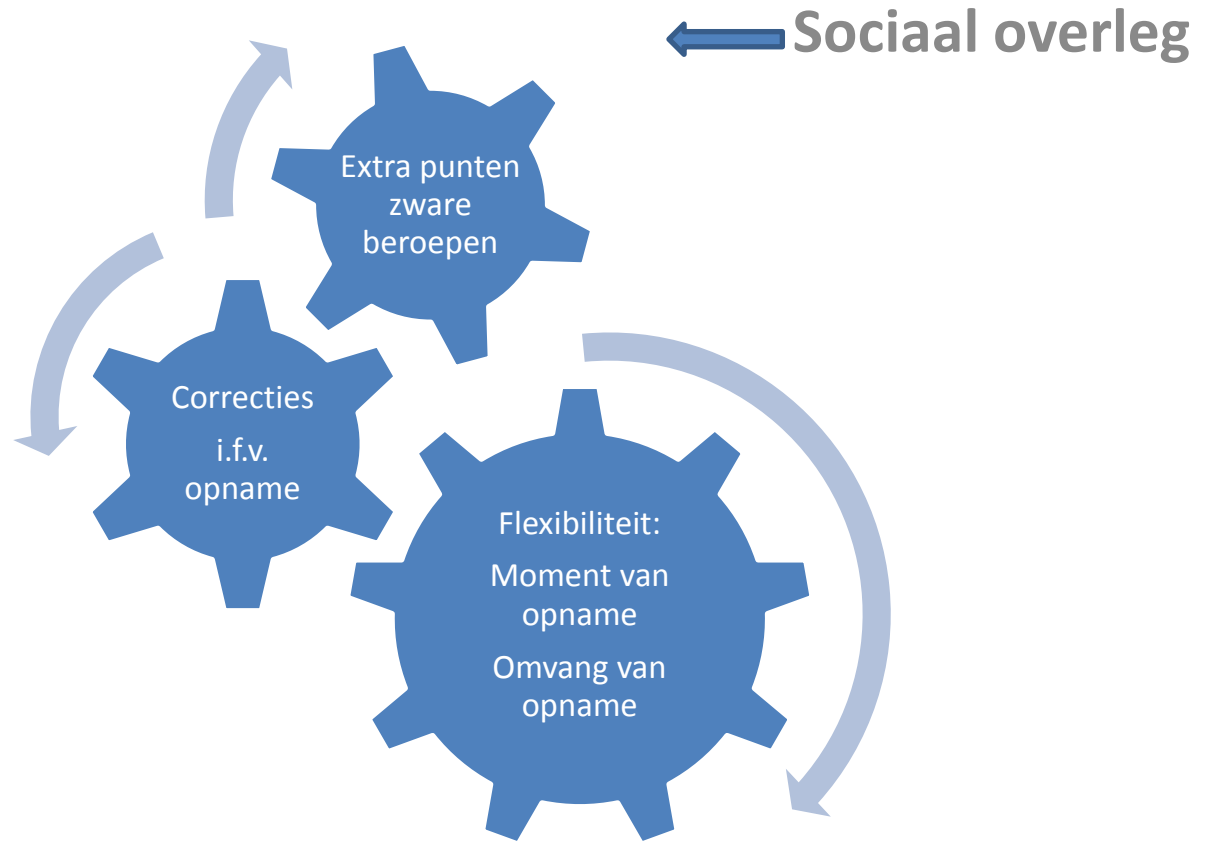 Sociaal overleg
Extra punten
zware
beroepen
Correcties
i.f.v.
opname
Flexibiliteit:
Moment van
opname
Omvang van
opname